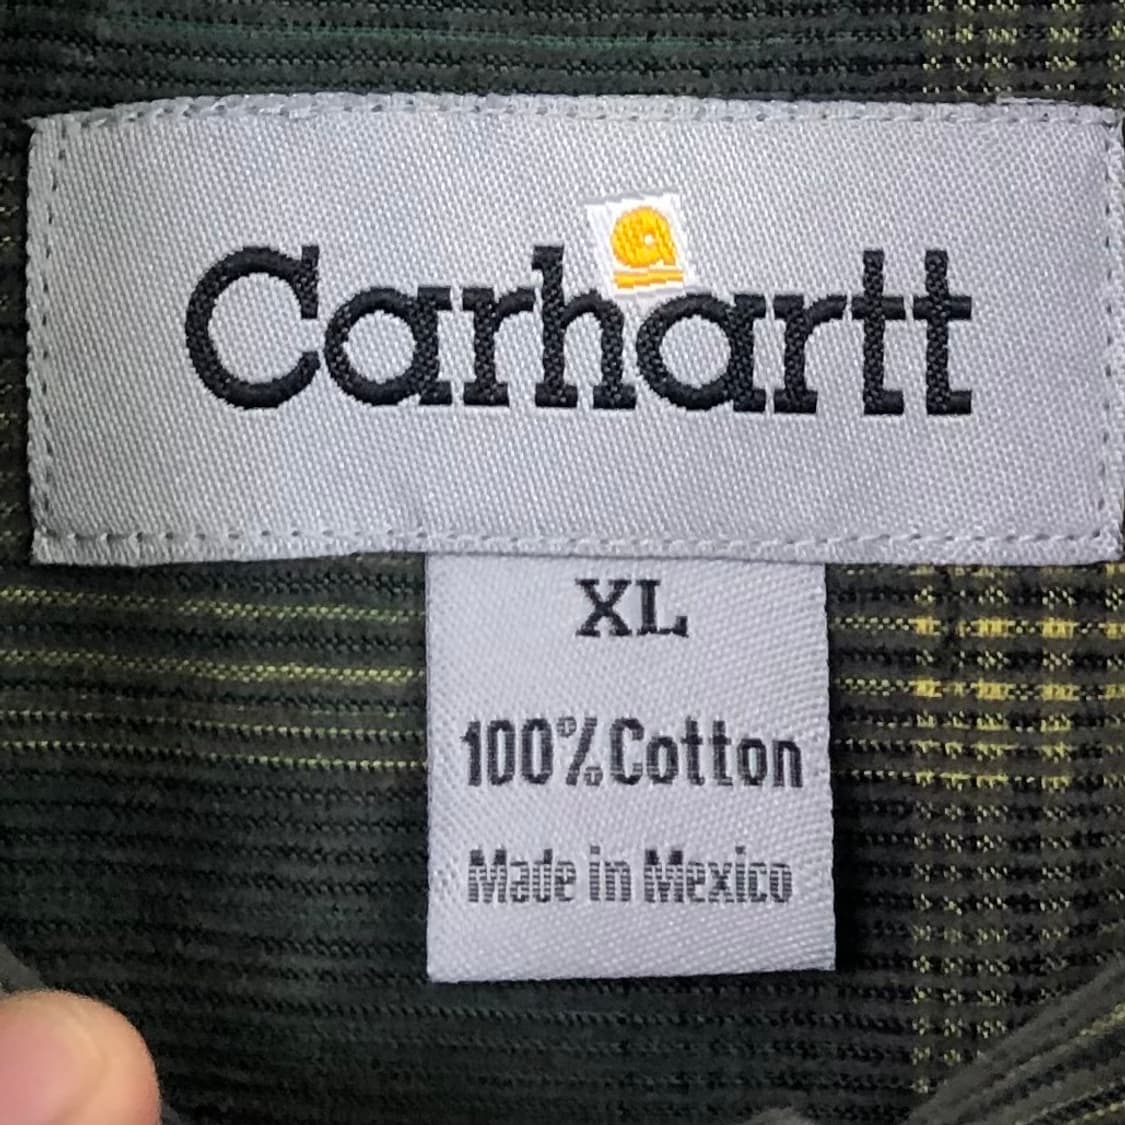 Carhartt
XL
100% Cotton
Made in Mexico